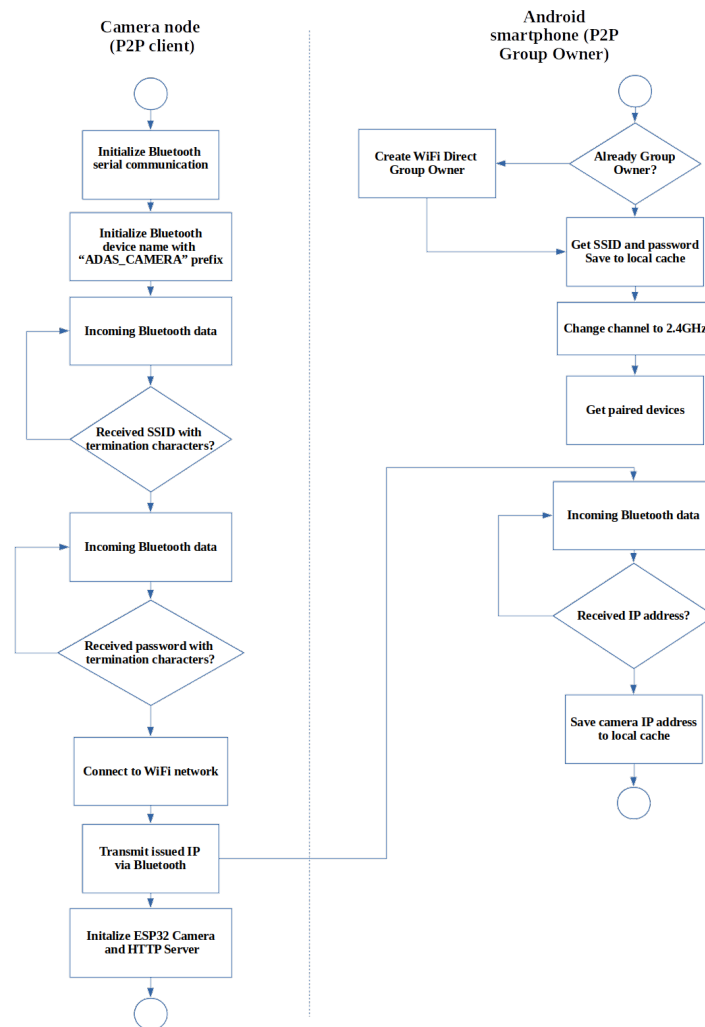 Camera node
(P2P client)
Initialize Bluetooth
serial communication
Initialize Bluetooth
device name with
“ADAS_CAMERA” prefix
Incoming Bluetooth data
Received SSID with
termination characters?
Incoming Bluetooth data
Received password with
termination characters?
Connect to WiFi network
Transmit issued IP
via Bluetooth
Initalize ESP32 Camera
and HTTP Server
Android
smartphone (P2P
Group Owner)
Already Group
Owner?
Create WiFi Direct
Group Owner
Get SSID and password
Save to local cache
Change channel to 2.4GHz
Get paired devices
Incoming Bluetooth data
Received IP address?
Save camera IP address
to local cache